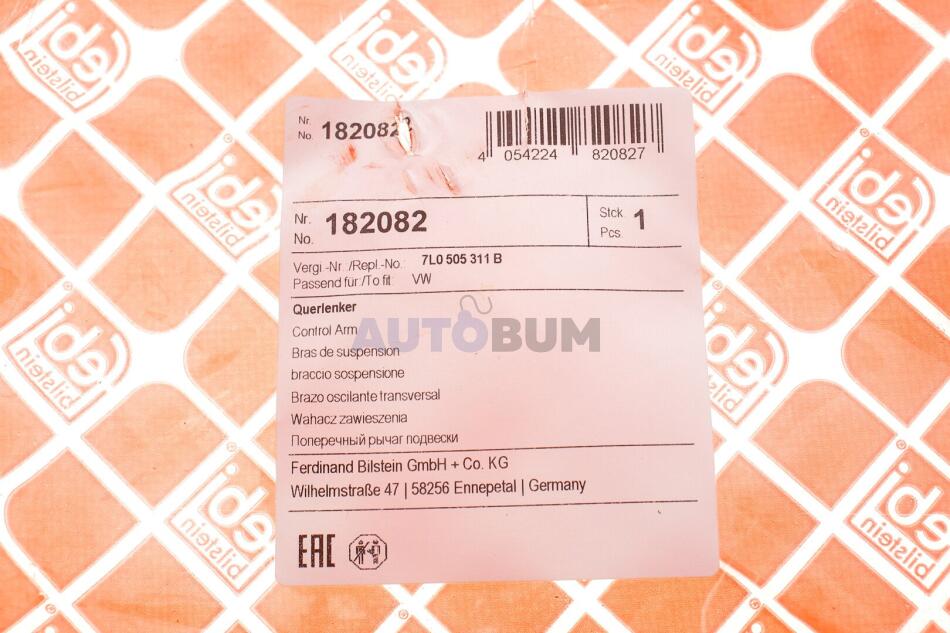 Nr.
No. 182082
4 054224 820827
Nr.
No. 182082
Stck.
Pcs. 1
Vergl.-Nr. /Repl.-No.: 7L0 505 311 B
Passend für:/To fit: VW
Querlenker
Control Arm
Bras de suspension
braccio sospensione
Brazo oscilante transversal
Wahacz zawieszenia
Поперечный рычаг подвески
Ferdinand Bilstein GmbH + Co. KG
Wilhelmstraße 47 | 58256 Ennepetal | Germany
EAC
AUTOBUM
febi
bilstein